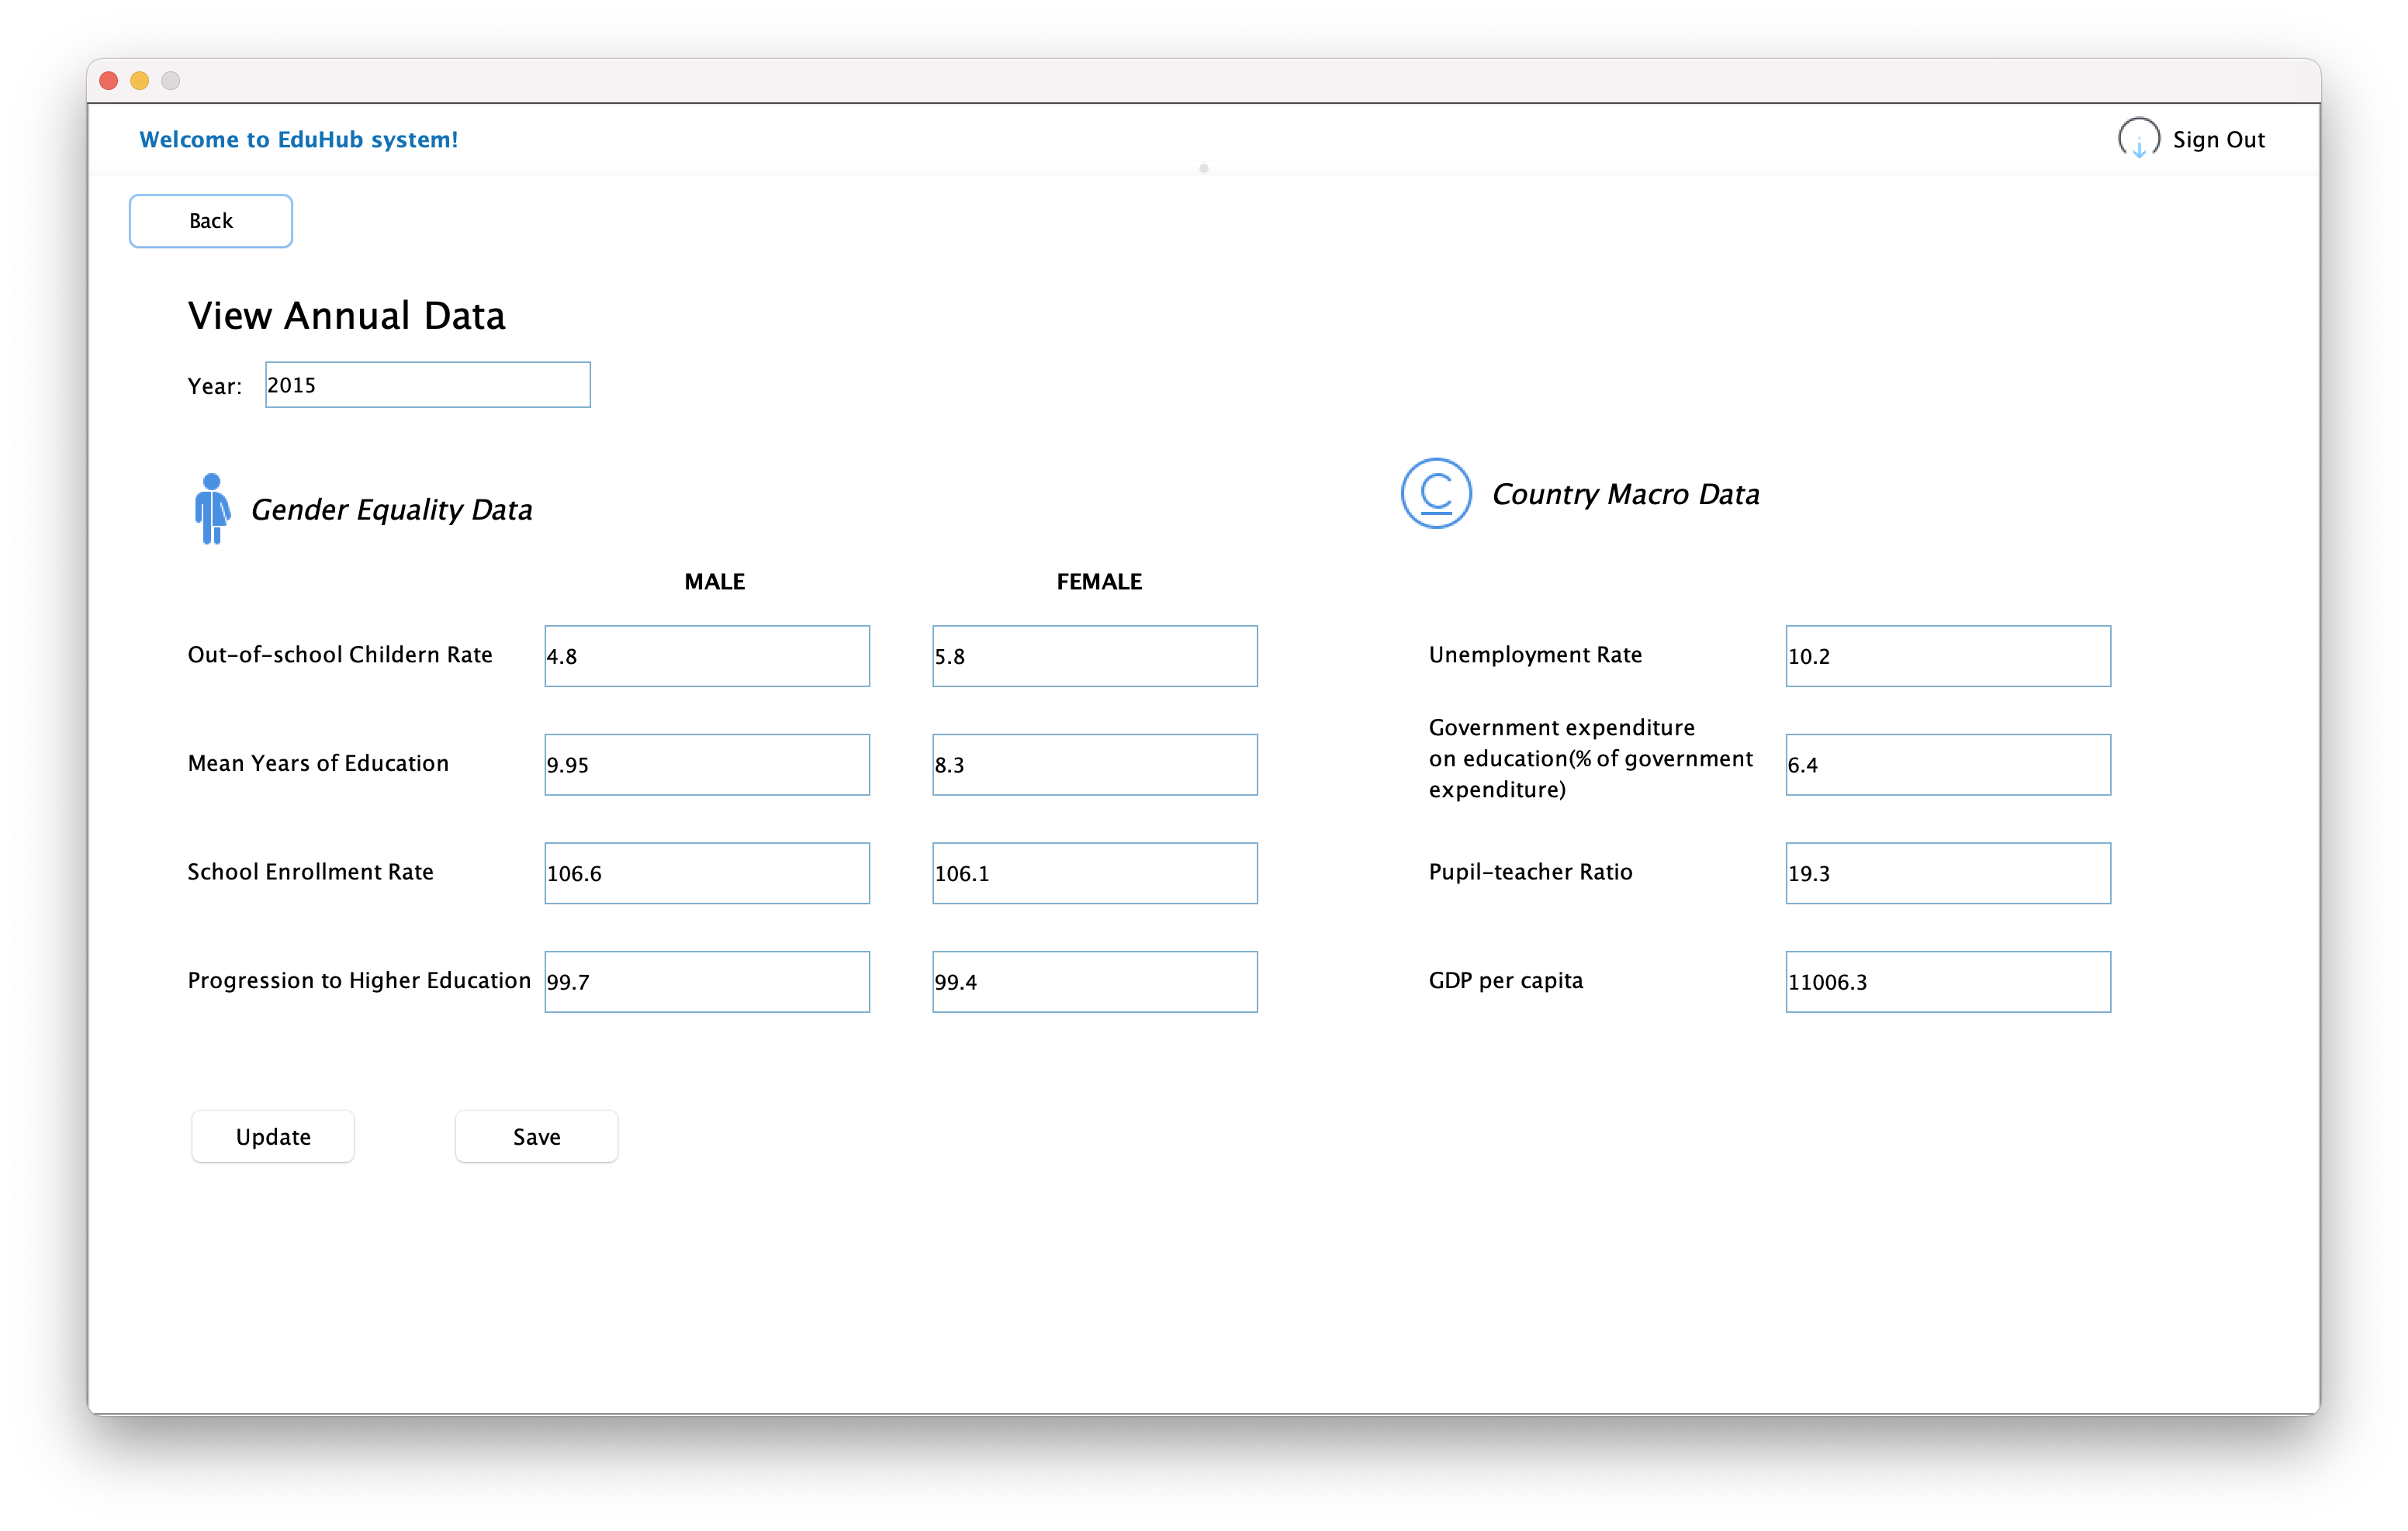 Welcome to EduHub system!
Sign Out
Back
View Annual Data
Year: 2015
Gender Equality Data
Country Macro Data
MALE FEMALE
Out-of-school Childern Rate 4.8 5.8
Unemployment Rate 10.2
Mean Years of Education 9.95 8.3
Government expenditure
on education(% of government
expenditure)
6.4
School Enrollment Rate 106.6 106.1
Pupil-teacher Ratio 19.3
Progression to Higher Education 99.7 99.4
GDP per capita 11006.3
Update Save